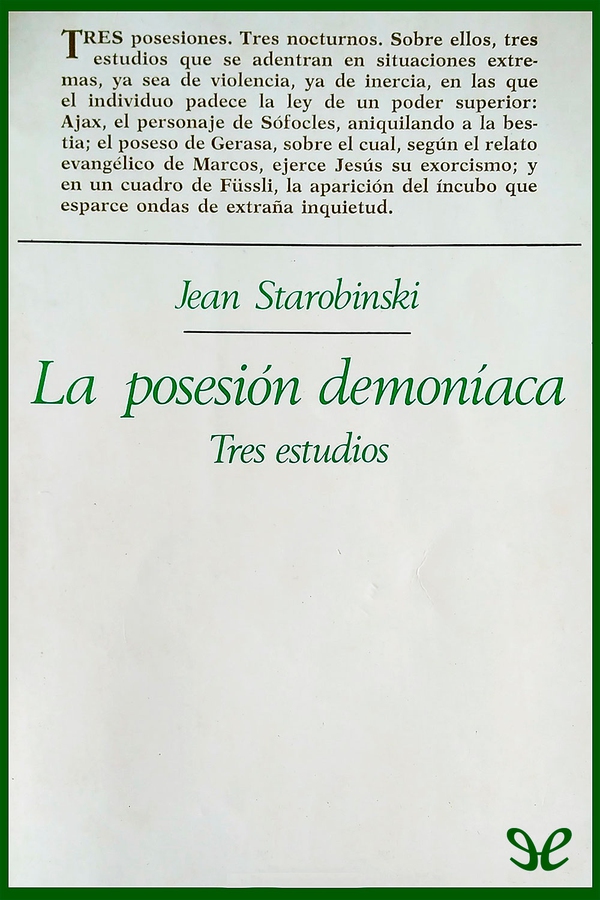 TRES posesiones. Tres nocturnos. Sobre ellos, tres
estudios que se adentran en situaciones extre-
mas, ya sea de violencia, ya de inercia, en las que
el individuo padece la ley de un poder superior:
Ajax, el personaje de Sófocles, aniquilando a la bes-
tia; el poseso de Gerasa, sobre el cual, según el relato
evangélico de Marcos, ejerce Jesús su exorcismo; y
en un cuadro de Füssli, la aparición del íncubo que
esparce ondas de extraña inquietud.
Jean Starobinski
La posesión demoníaca
Tres estudios